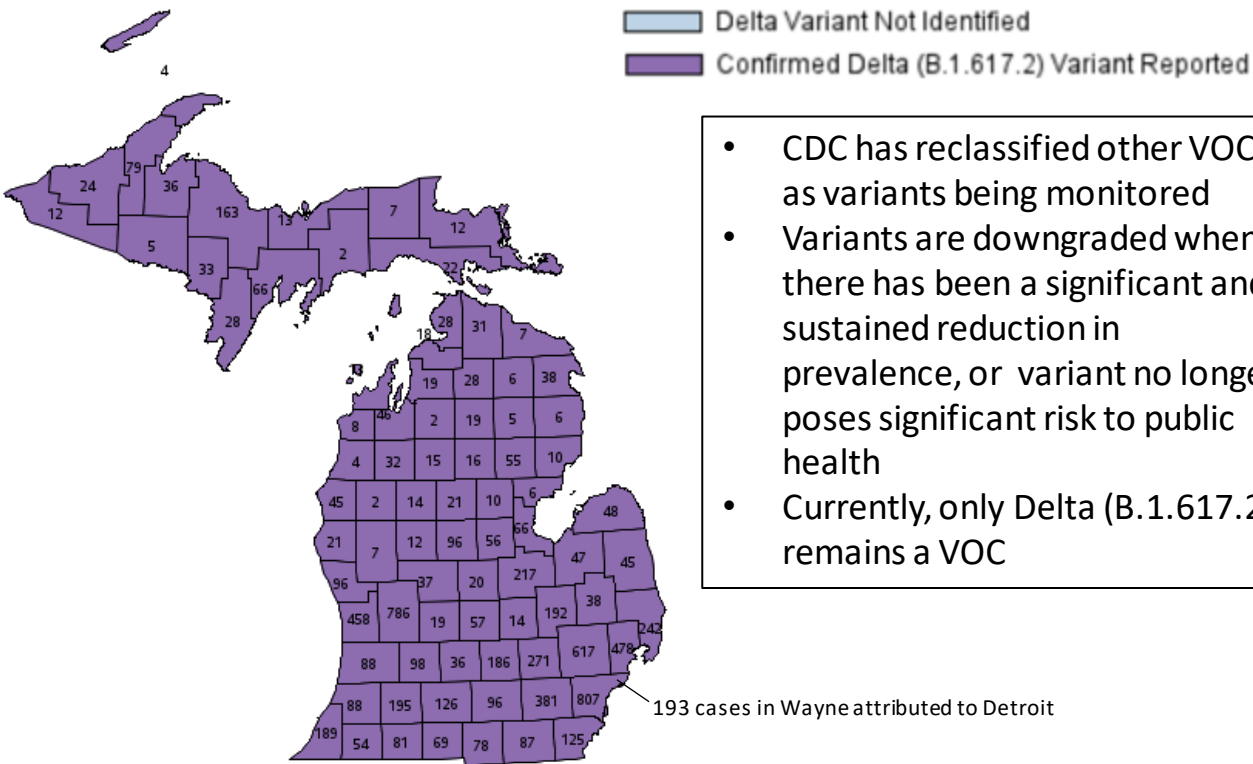 Delta Variant Not Identified
Confirmed Delta (B.1.617.2) Variant Reported
• CDC has reclassified other VOC
as variants being monitored
• Variants are downgraded when
there has been a significant and
sustained reduction in
prevalence, or variant no longe
poses significant risk to public
health
• Currently, only Delta (B.1.617.2
remains a VOC
4
79
24 36
12 163 13 7 12
5 2
33 22
66
28
28 31 7
18
13
19 28 6 38
46
8 2 19 5 6
4 32 15 16 55 10
45 2 14 21 10 6
48
66
21 7 12 96 56
47 45
96 37 20 217
38
458 786 19 57 14 192
242
88 98 36 186 271 617 478
88 195 126 96 381 807
193 cases in Wayne attributed to Detroit
189 54 81 69 78 87 125